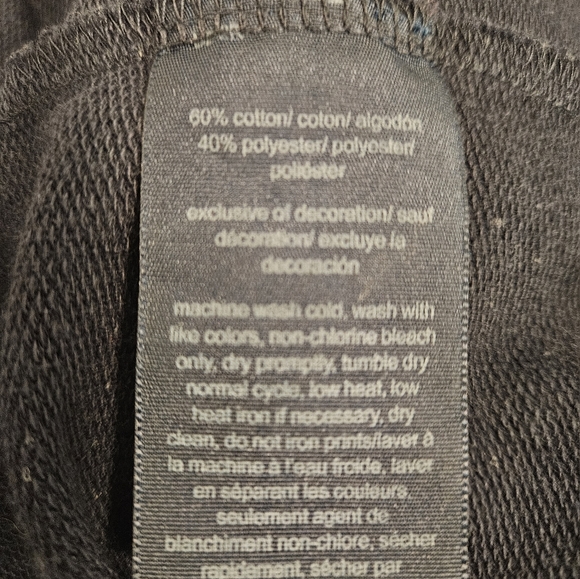 60% cotton/ coton/ algodón
40% polyester/ polyester/
poliéster
exclusive of decoration/ sauf
décoration/ excluye la
decoración
machine wash cold, wash with
like colors, non-chlorine bleach
only, dry promptly, tumble dry
normal cycle, low heat, low
heat iron if necessary, dry
clean, do not iron prints/laver à
la machine à l'eau froide, laver
en séparant les couleurs,
seulement agent de
blanchiment non-chlore, sécher
rapidement, sécher par